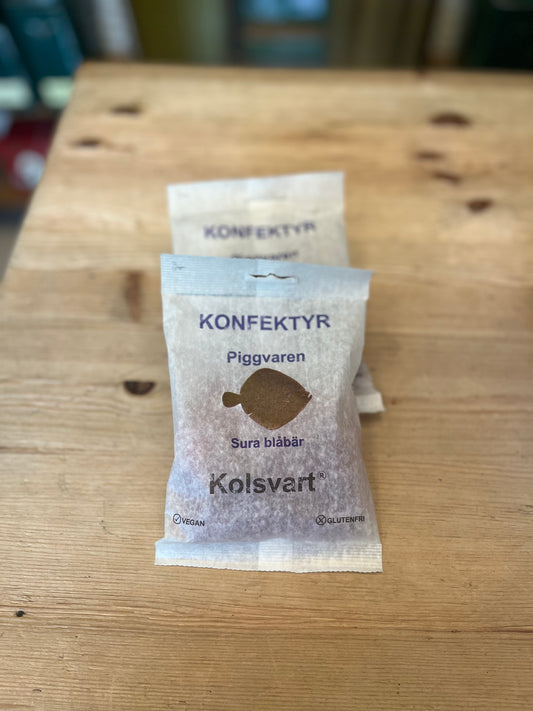 KONFEKTYR
KONFEKTYR
Piggvaren
Sura blåbär
Kolsvart®
VEGAN
GLUTENFRI